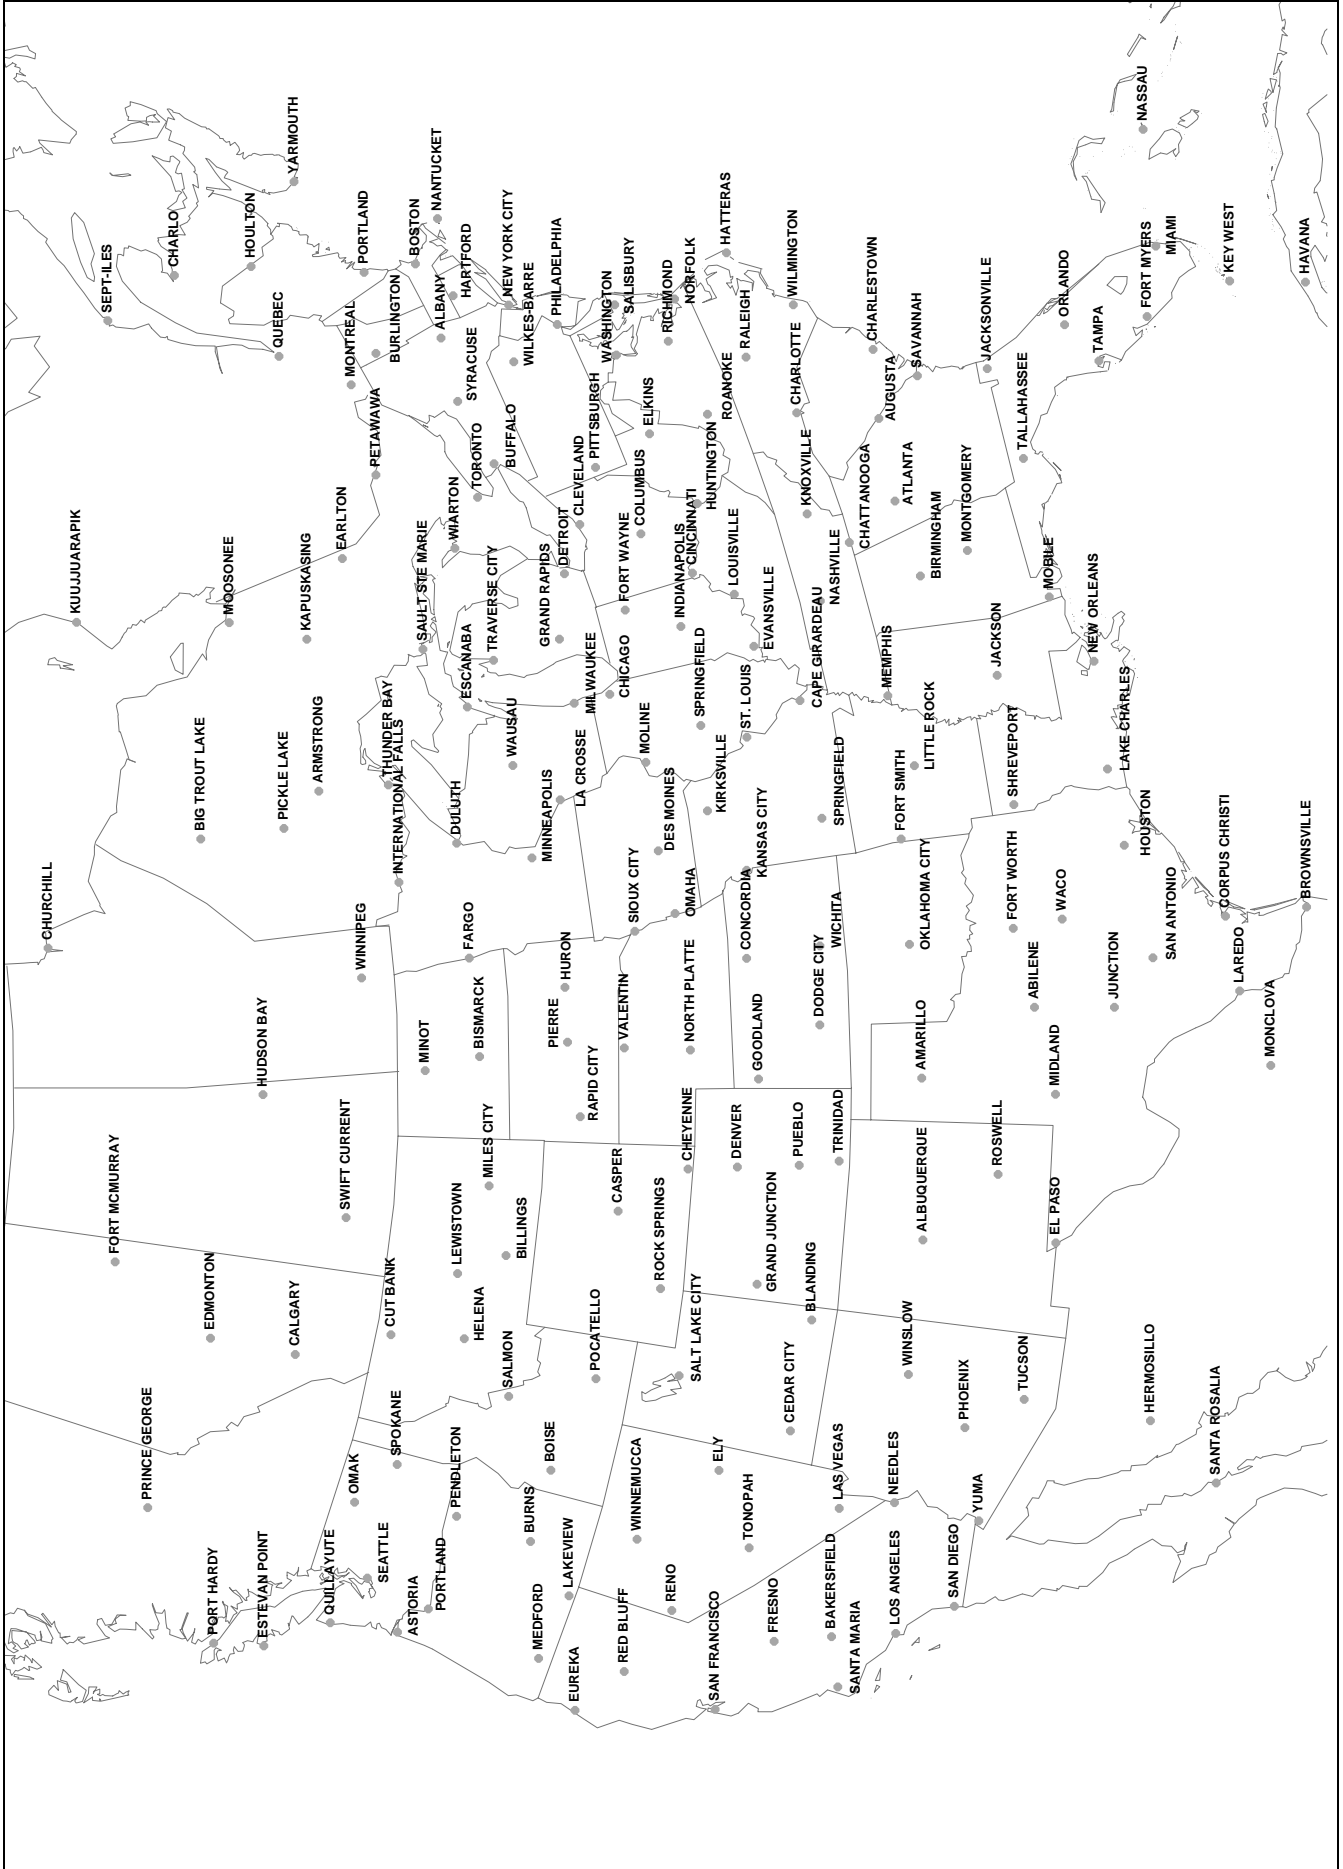 CHURCHILL
KUUJUARAPIK
SEPT-ILES
FORT MCMURRAY
PRINCE GEORGE
CHARLO
BIG TROUT LAKE
EDMONTON
PORT HARDY
MOOSONEE
HOULTON
HUDSON BAY
ESTEVAN POINT
QUEBEC
PICKLE LAKE
YARMOUTH
CALGARY
KAPUSKASING
ARMSTRONG
QUILLAYUTE
EARLTON
SWIFT CURRENT
MONTREAL
OMAK
WINNIPEG
PORTLAND
PETAWAWA
BURLINGTON
SEATTLE
THUNDER BAY
CUT BANK
SPOKANE
INTERNATIONAL FALLS
ASTORIA
BOSTON
SAULT STE MARIE
MINOT
NANTUCKET
ALBANY
PORTLAND
WIARTON
PENDLETON
LEWISTOWN
DULUTH
HARTFORD
SYRACUSE
HELENA
ESCANABA
FARGO
TORONTO
BISMARCK
MILES CITY
TRAVERSE CITY
NEW YORK CITY
BUFFALO
BILLINGS
SALMON
WAUSAU
WILKES-BARRE
BURNS
MINNEAPOLIS
MEDFORD
GRAND RAPIDS
BOISE
PIERRE
PHILADELPHIA
DETROIT
HURON
LAKEVIEW
EUREKA
CLEVELAND
LA CROSSE
MILWAUKEE
RAPID CITY
PITTSBURGH
POCATELLO
WASHINGTON
SALISBURY
CASPER
CHICAGO
FORT WAYNE
VALENTIN
RED BLUFF
SIOUX CITY
WINNEMUCCA
COLUMBUS
MOLINE
ELKINS
ROCK SPRINGS
DES MOINES
RICHMOND
RENO
INDIANAPOLIS
NORFOLK
OMAHA
NORTH PLATTE
CHEYENNE
CINCINNATI
SALT LAKE CITY
SPRINGFIELD
HUNTINGTON
SAN FRANCISCO
ELY
KIRKSVILLE
HATTERAS
ROANOKE
LOUISVILLE
DENVER
RALEIGH
ST. LOUIS
CONCORDIA
TONOPAH
GOODLAND
KANSAS CITY
EVANSVILLE
GRAND JUNCTION
FRESNO
CEDAR CITY
WILMINGTON
CHARLOTTE
PUEBLO
KNOXVILLE
BLANDING
CAPE GIRARDEAU
DODGE CITY
BAKERSFIELD
NASHVILLE
WICHITA
SPRINGFIELD
TRINIDAD
LAS VEGAS
SANTA MARIA
CHATTANOOGA
CHARLESTOWN
MEMPHIS
AUGUSTA
NEEDLES
LOS ANGELES
FORT SMITH
ATLANTA
WINSLOW
SAVANNAH
AMARILLO
ALBUQUERQUE
OKLAHOMA CITY
LITTLE ROCK
BIRMINGHAM
SAN DIEGO
PHOENIX
MONTGOMERY
YUMA
JACKSONVILLE
JACKSON
ROSWELL
SHREVEPORT
FORT WORTH
TALLAHASSEE
TUCSON
ABILENE
MOBILE
MIDLAND
EL PASO
WACO
ORLANDO
NEW ORLEANS
TAMPA
JUNCTION
LAKE CHARLES
NASSAU
HOUSTON
FORT MYERS
HERMOSILLO
MIAMI
SAN ANTONIO
SANTA ROSALIA
CORPUS CHRISTI
KEY WEST
LAREDO
MONCLOVA
HAVANA
BROWNSVILLE